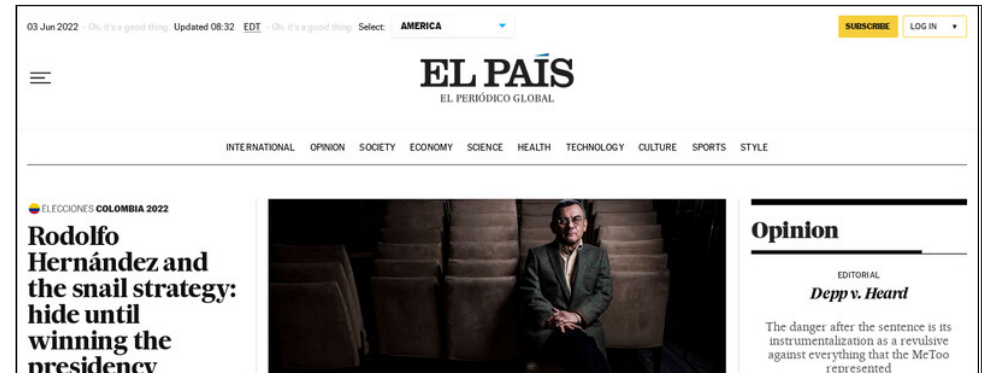 03 Jun 2022 - Oh, it's a good thing. Updated 08:32 EDT - Oh, it's a good thing. Select: AMERICA SUBSCRIBE LOG IN
EL PAÍS
EL PERIÓDICO GLOBAL
INTERNATIONAL OPINION SOCIETY ECONOMY SCIENCE HEALTH TECHNOLOGY CULTURE SPORTS STYLE
ELECCIONES COLOMBIA 2022
Rodolfo
Hernández and
the snail strategy:
hide until
winning the
presidency
Opinion
EDITORIAL
Depp v. Heard
The danger after the sentence is its
instrumentalization as a revulsive
against everything that the MeToo
represented